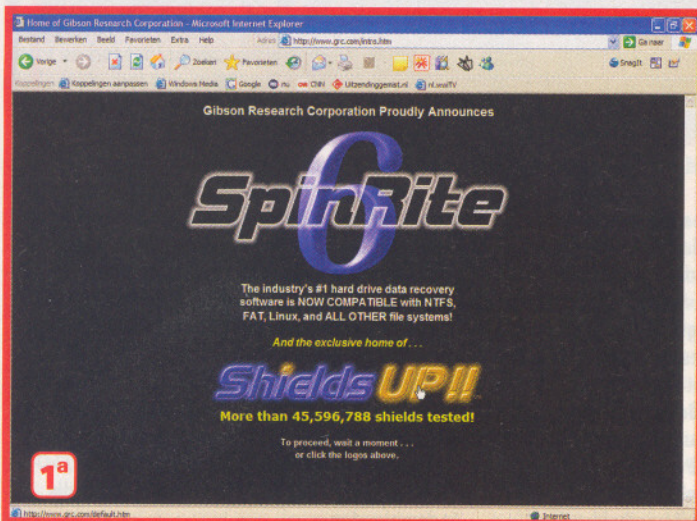 Home of Gibson Research Corporation - Microsoft Internet Explorer
Bestand Bewerken Beeld Favorieten Extra Help Adres http://www.grc.com/intro.htm Ga naar
Vorige Zoeken Favorieten SnagIt
Koppelingen Koppelingen aanpassen Windows Media Google nu CNN Uitzendinggemist.nl nl.wwiTV
Gibson Research Corporation Proudly Announces
SpinRite 6
The industry's #1 hard drive data recovery
software is NOW COMPATIBLE with NTFS,
FAT, Linux, and ALL OTHER file systems!
And the exclusive home of . . .
Shields UP!!
More than 45,596,788 shields tested!
To proceed, wait a moment . . .
or click the logos above.
1a
http://www.grc.com/default.htm Internet